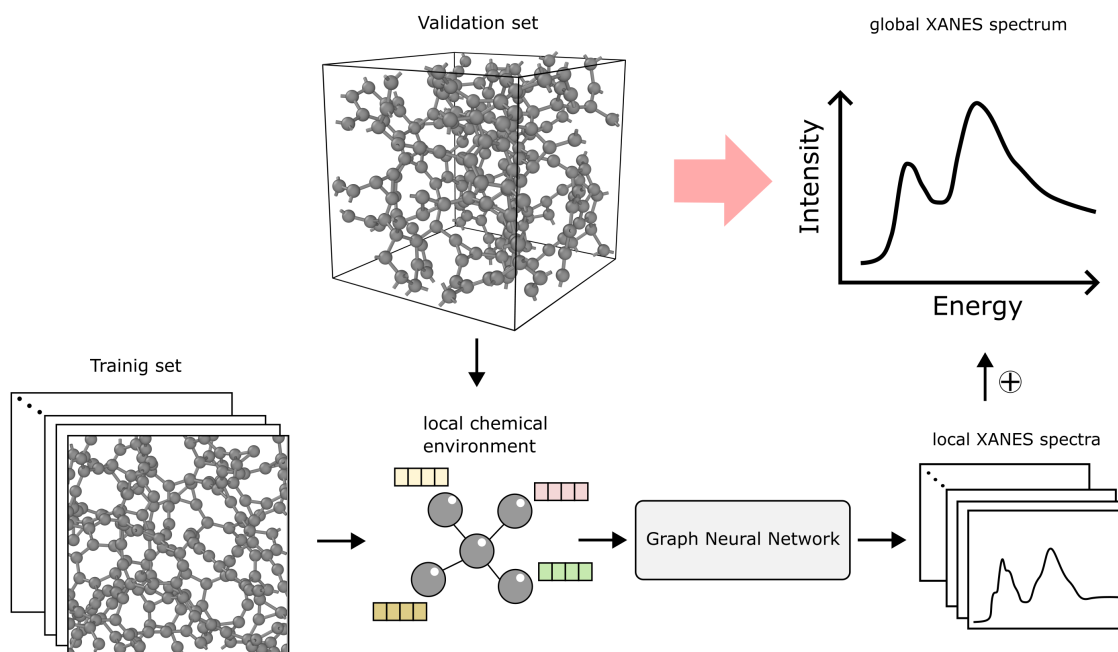 Validation set
global XANES spectrum
Intensity
Energy
Trainig set
local chemical
environment
Graph Neural Network
local XANES spectra